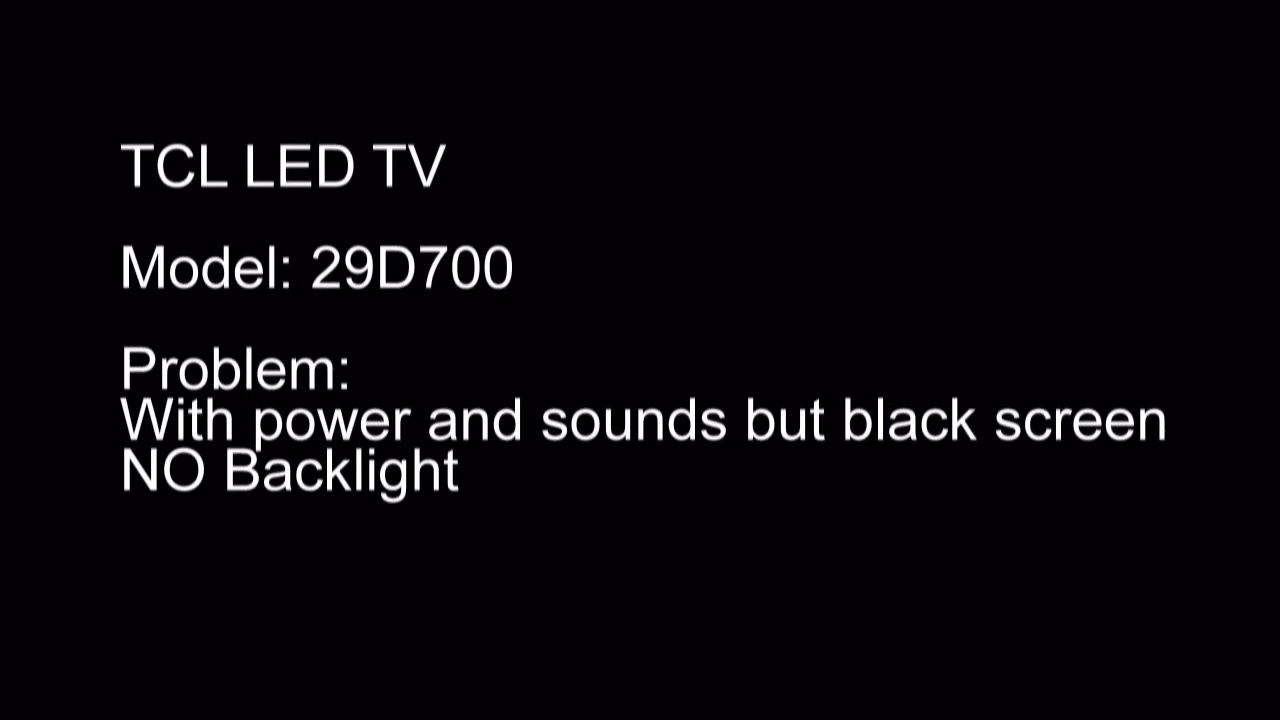 TCL LED TV
Model: 29D700
Problem:
With power and sounds but black screen
NO Backlight